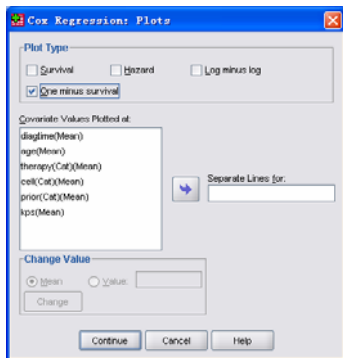 Cox Regression: Plots
Plot Type
Survival Hazard Log minus log
One minus survival
Covariate Values Plotted at:
diagtime(Mean)
age(Mean)
therapy(Cat)(Mean)
cell(Cat)(Mean)
prior(Cat)(Mean)
kps(Mean)
Separate Lines for:
Change Value
Mean Value:
Change
Continue Cancel Help